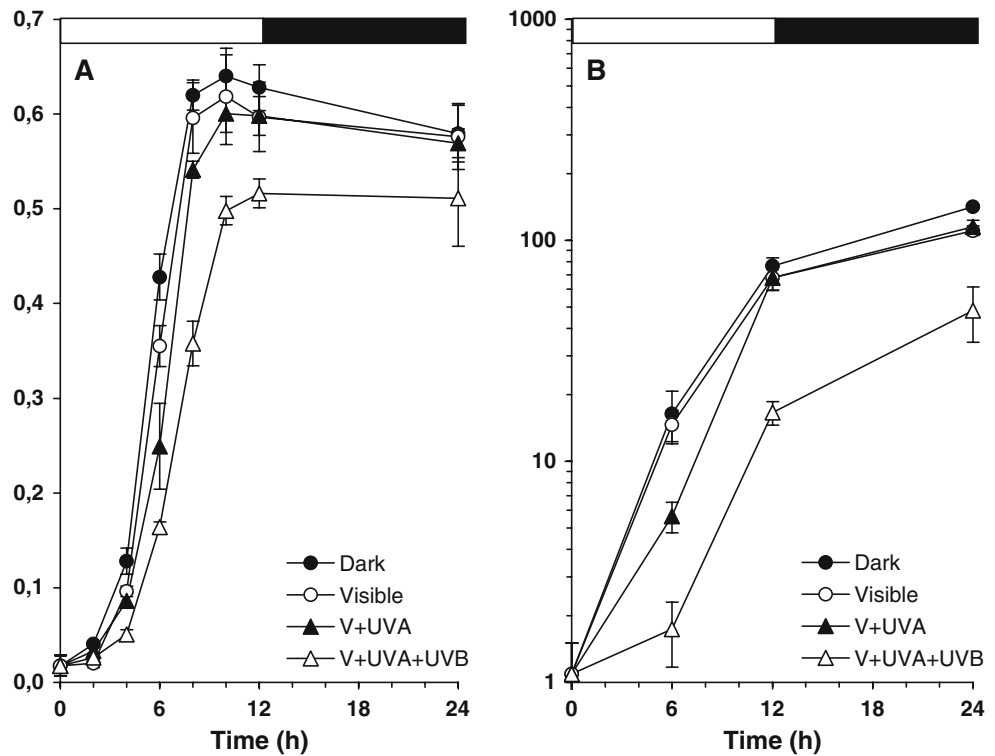 A
0,7
0,6
0,5
0,4
0,3
0,2
0,1
0,0
0 6 12 18 24
Time (h)
Dark
Visible
V+UVA
V+UVA+UVB
B
1000
100
10
1
0 6 12 18 24
Time (h)
Dark
Visible
V+UVA
V+UVA+UVB